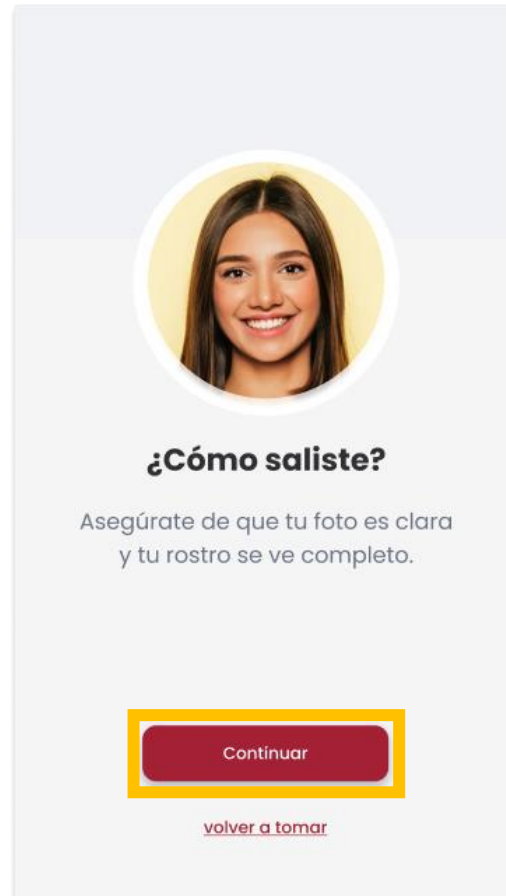 ¿Cómo saliste?
Asegúrate de que tu foto es clara
y tu rostro se ve completo.
Continuar
volver a tomar